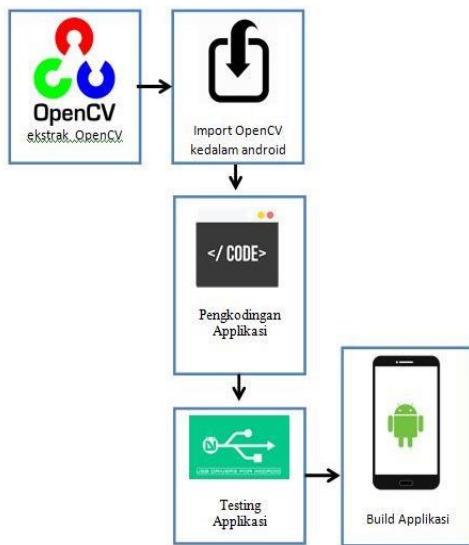 OpenCV
ekstrak OpenCV
Import OpenCV
kedalam android
</ CODE>
Pengkodingan
Applikasi
USB DRIVERS FOR ANDROID
Testing
Applikasi
Build Applikasi